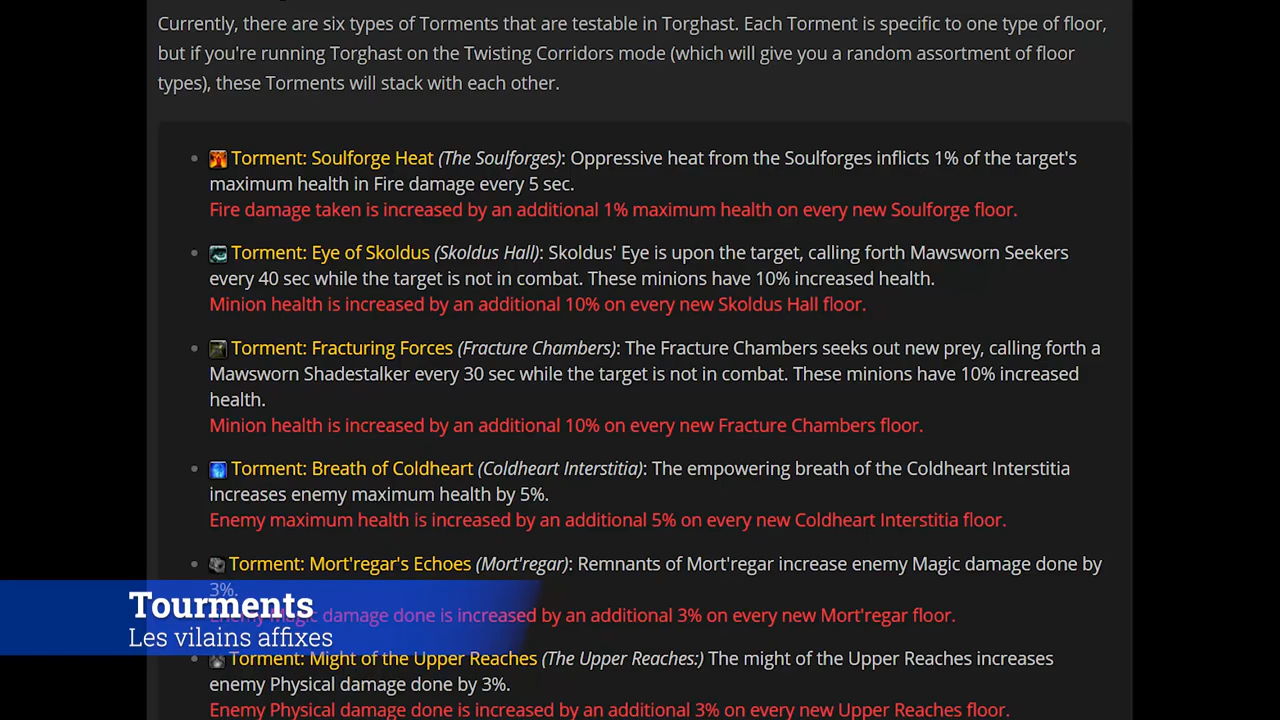 Currently, there are six types of Torments that are testable in Torghast. Each Torment is specific to one type of floor,
but if you're running Torghast on the Twisting Corridors mode (which will give you a random assortment of floor
types), these Torments will stack with each other.
Torment: Soulforge Heat (The Soulforges): Oppressive heat from the Soulforges inflicts 1% of the target's
maximum health in Fire damage every 5 sec.
Fire damage taken is increased by an additional 1% maximum health on every new Soulforge floor.
Torment: Eye of Skoldus (Skoldus Hall): Skoldus' Eye is upon the target, calling forth Mawsworn Seekers
every 40 sec while the target is not in combat. These minions have 10% increased health.
Minion health is increased by an additional 10% on every new Skoldus Hall floor.
Torment: Fracturing Forces (Fracture Chambers): The Fracture Chambers seeks out new prey, calling forth a
Mawsworn Shadestalker every 30 sec while the target is not in combat. These minions have 10% increased
health.
Minion health is increased by an additional 10% on every new Fracture Chambers floor.
Torment: Breath of Coldheart (Coldheart Interstitia): The empowering breath of the Coldheart Interstitia
increases enemy maximum health by 5%.
Enemy maximum health is increased by an additional 5% on every new Coldheart Interstitia floor.
Torment: Mort'regar's Echoes (Mort'regar): Remnants of Mort'regar increase enemy Magic damage done by
3%.
Enemy Magic damage done is increased by an additional 3% on every new Mort'regar floor.
Tourments
Les vilains affixes
Torment: Might of the Upper Reaches (The Upper Reaches:) The might of the Upper Reaches increases
enemy Physical damage done by 3%.
Enemy Physical damage done is increased by an additional 3% on every new Upper Reaches floor.